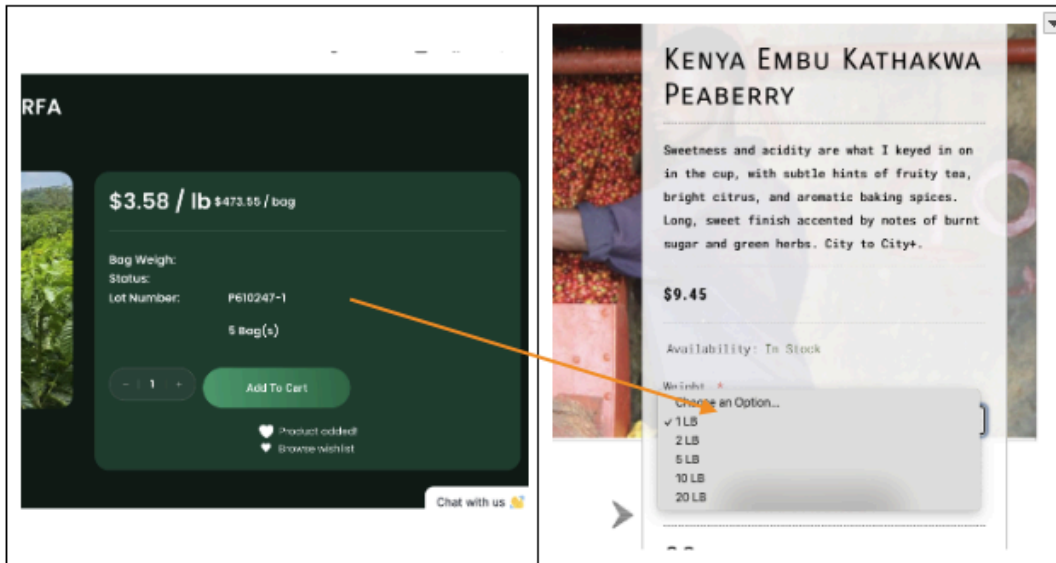 RFA
$3.58 / lb $473.55 / bag
Bag Weigh:
Status:
Lot Number: P610247-1
5 Bag(s)
− 1 +
Add To Cart
Product added!
Browse wishlist
Chat with us 👋
KENYA EMBU KATHAKWA
PEABERRY
Sweetness and acidity are what I keyed in on
in the cup, with subtle hints of fruity tea,
bright citrus, and aromatic baking spices.
Long, sweet finish accented by notes of burnt
sugar and green herbs. City to City+.
$9.45
Availability: In Stock
Weight *
Choose an Option...
✓ 1 LB
2 LB
5 LB
10 LB
20 LB